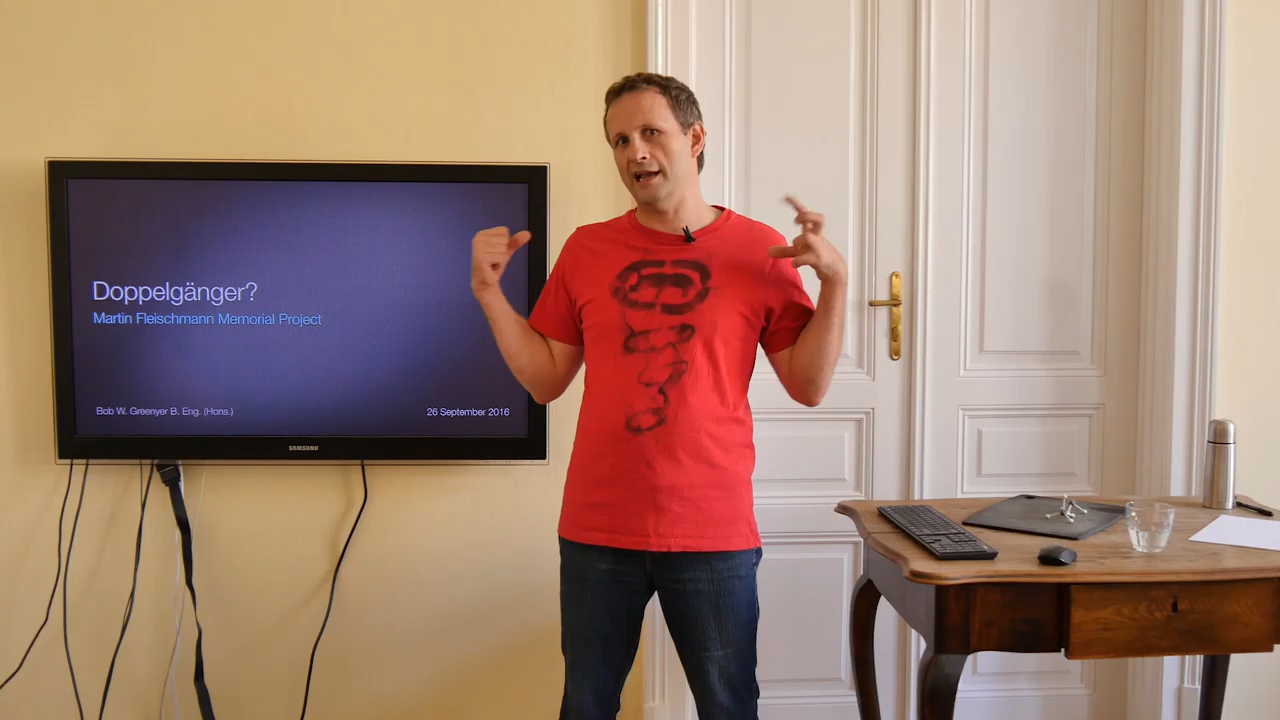 Doppelgänger?
Martin Fleischmann Memorial Project
Bob W. Greenyer B. Eng. (Hons.)
26 September 2016
SAMSUNG